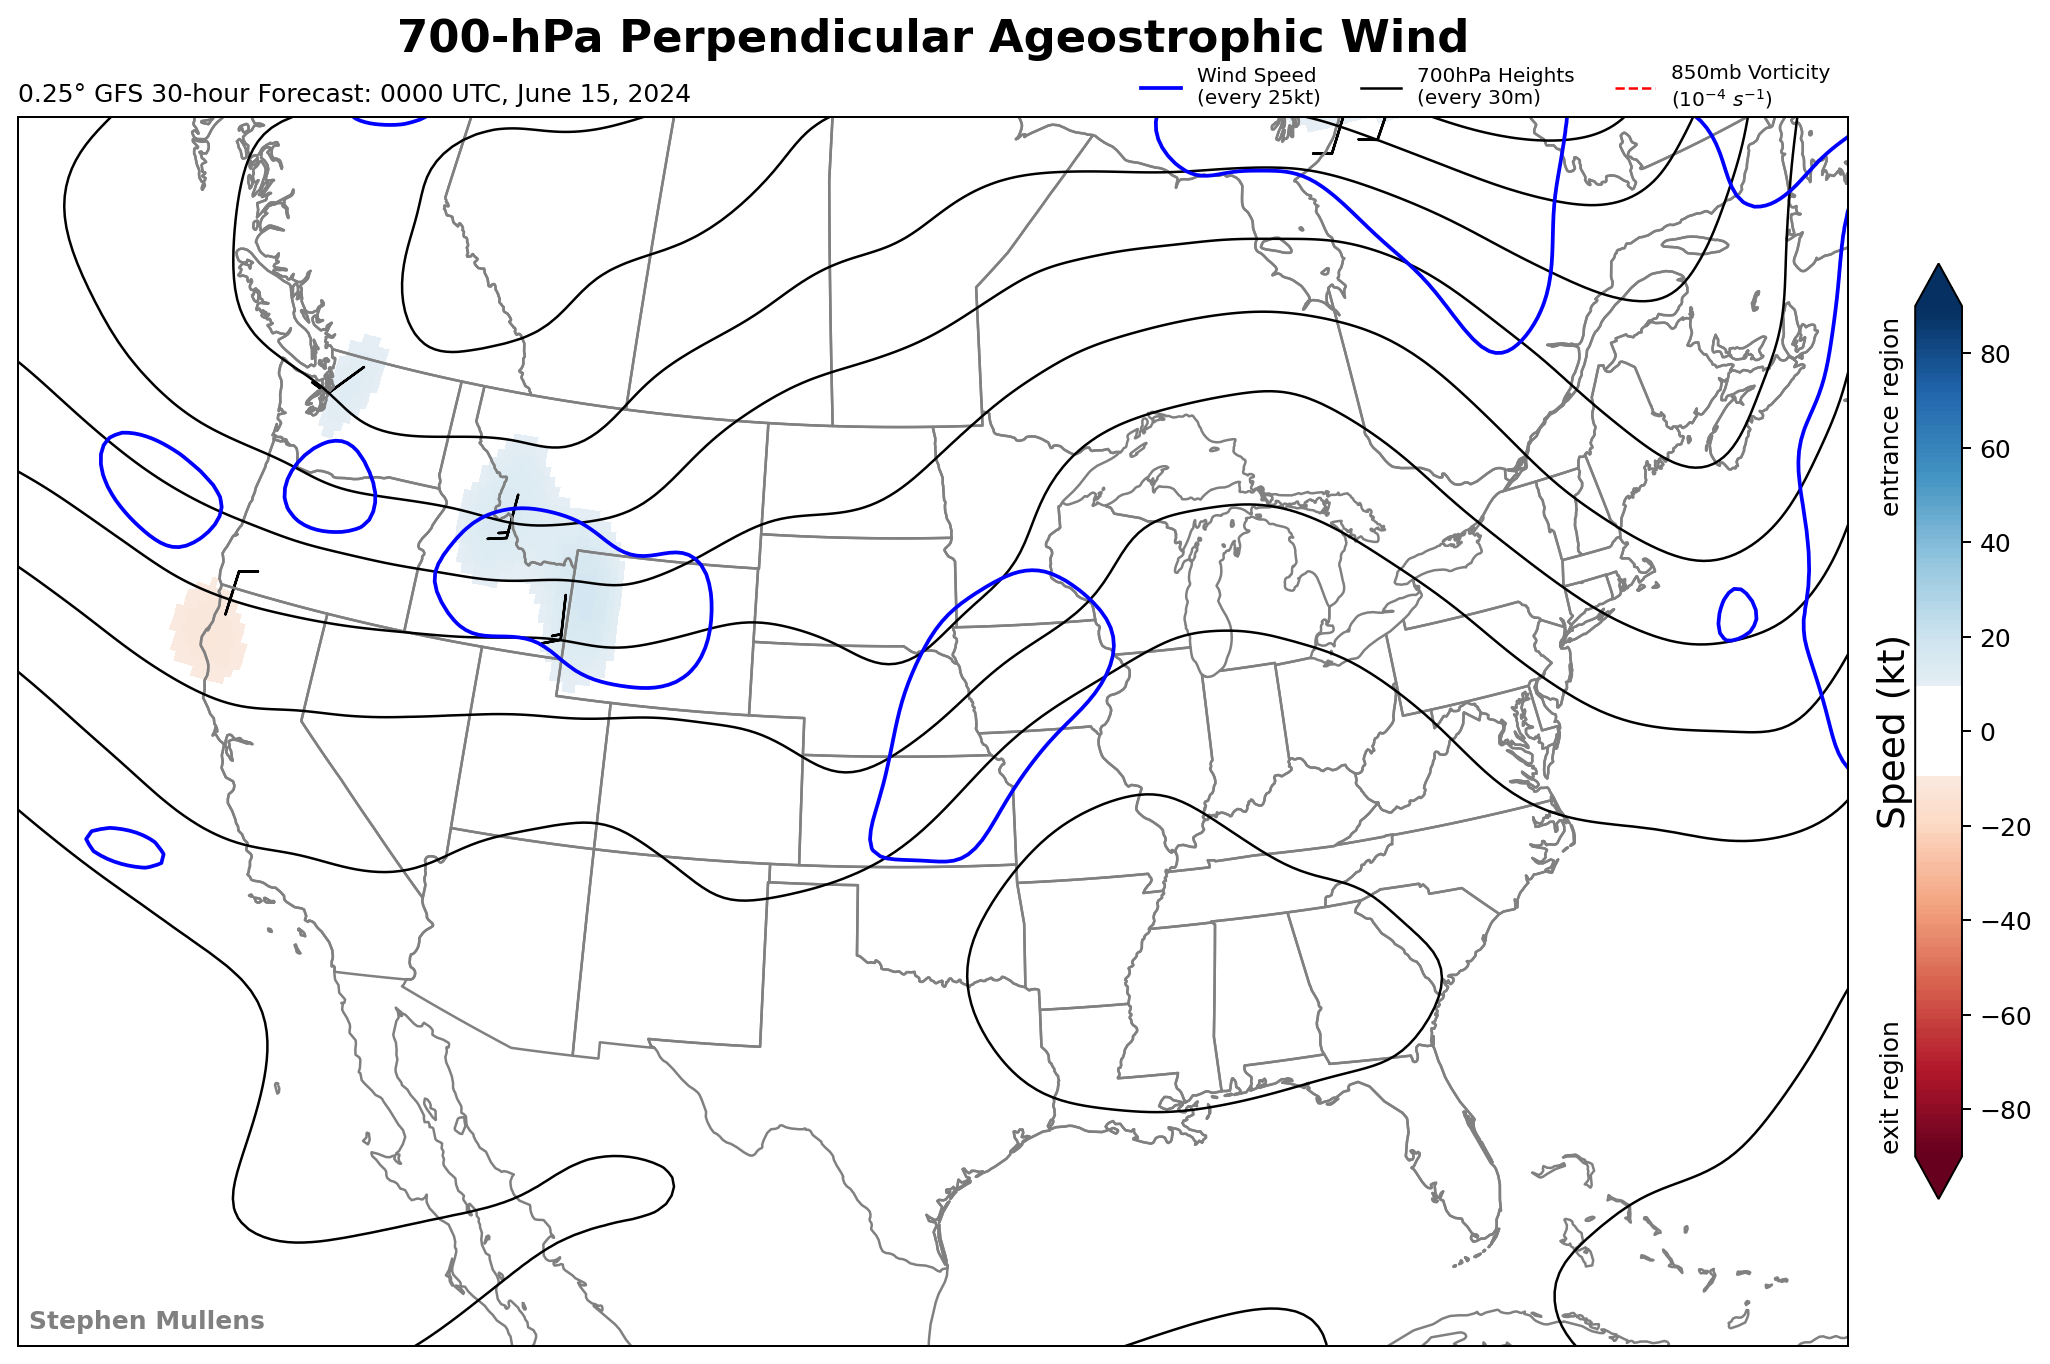 700-hPa Perpendicular Ageostrophic Wind
0.25° GFS 30-hour Forecast: 0000 UTC, June 15, 2024
Wind Speed
(every 25kt)
700hPa Heights
(every 30m)
850mb Vorticity
(10⁻⁴ s⁻¹)
entrance region
Speed (kt)
exit region
80
60
40
20
0
−20
−40
−60
−80
Stephen Mullens